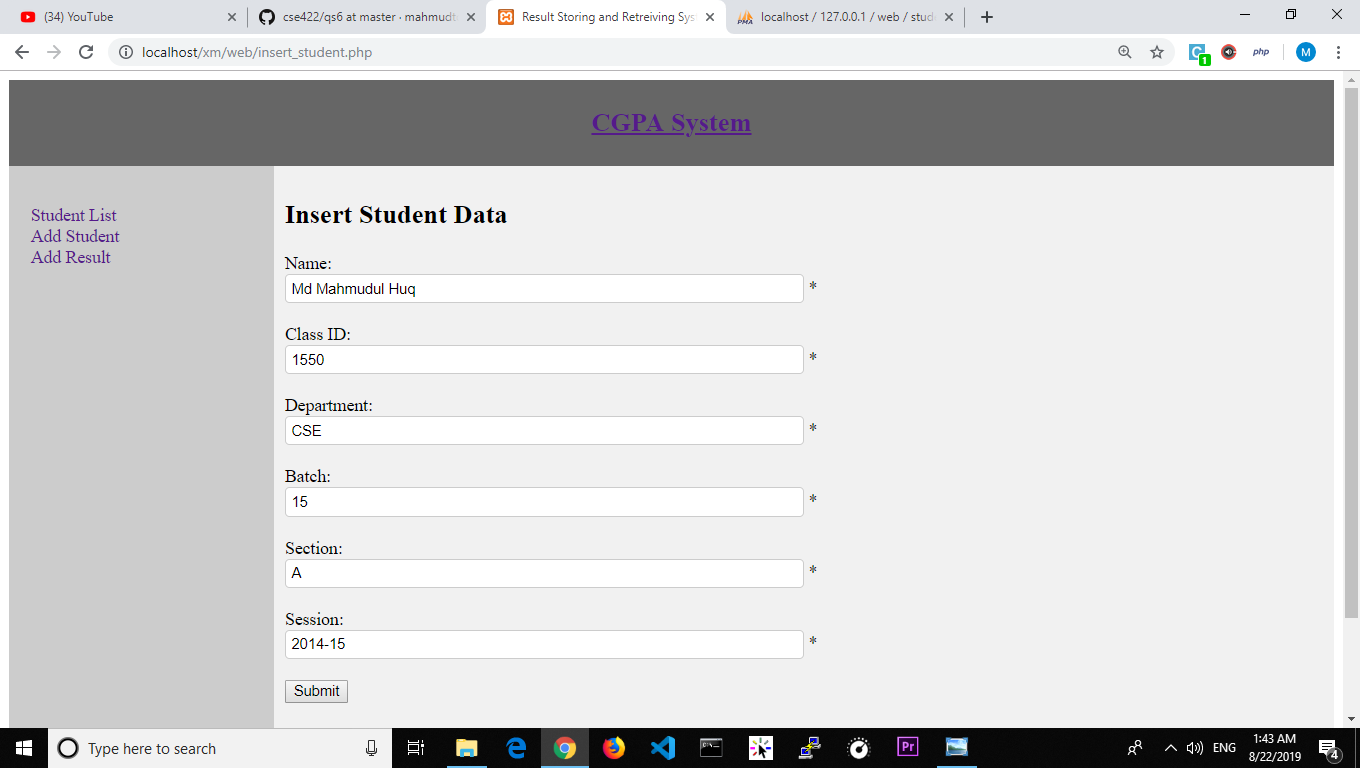 (34) YouTube
cse422/qs6 at master · mahmudt
Result Storing and Retreiving Sys
localhost / 127.0.0.1 / web / stud
localhost/xm/web/insert_student.php
1
php
M
CGPA System
Student List
Add Student
Add Result
Insert Student Data
Name:
Md Mahmudul Huq *
Class ID:
1550 *
Department:
CSE *
Batch:
15 *
Section:
A *
Session:
2014-15 *
Submit
Type here to search
Pr
ENG
1:43 AM
8/22/2019
4